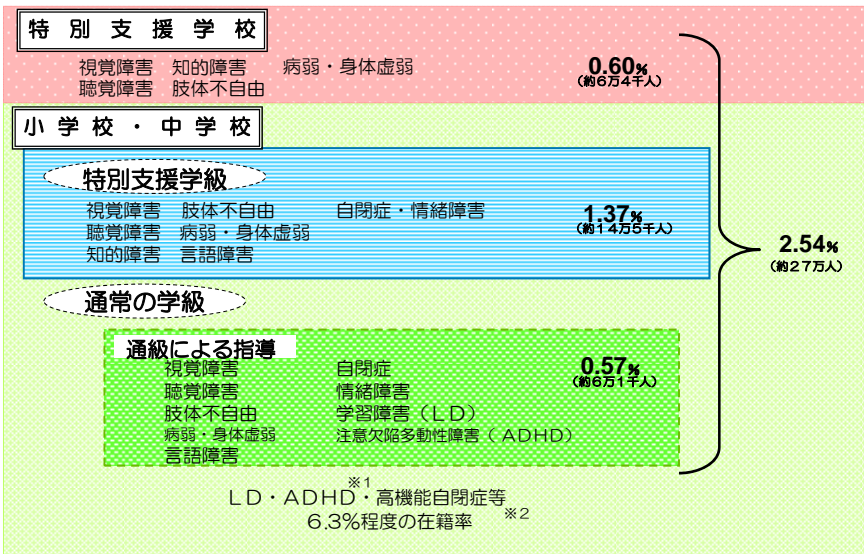 特別支援学校
視覚障害 知的障害 病弱・身体虚弱
聴覚障害 肢体不自由
0.60%
(約6万4千人)
小学校・中学校
特別支援学級
視覚障害 肢体不自由 自閉症・情緒障害
聴覚障害 病弱・身体虚弱
知的障害 言語障害
1.37%
(約14万5千人)
2.54%
(約27万人)
通常の学級
通級による指導
視覚障害 自閉症
聴覚障害 情緒障害
肢体不自由 学習障害(LD)
病弱・身体虚弱 注意欠陥多動性障害(ADHD)
言語障害
0.57%
(約6万1千人)
LD・ADHD※1・高機能自閉症等
6.3%程度の在籍率 ※2